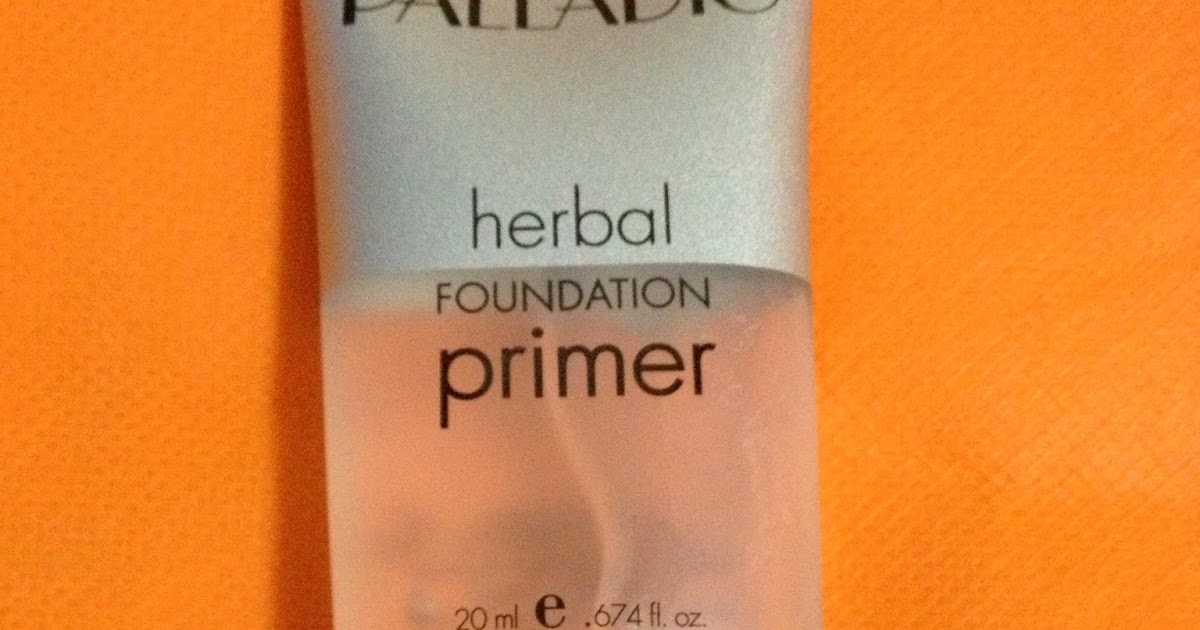 PALLADIO
herbal
FOUNDATION
primer
20 ml e .674 fl. oz.